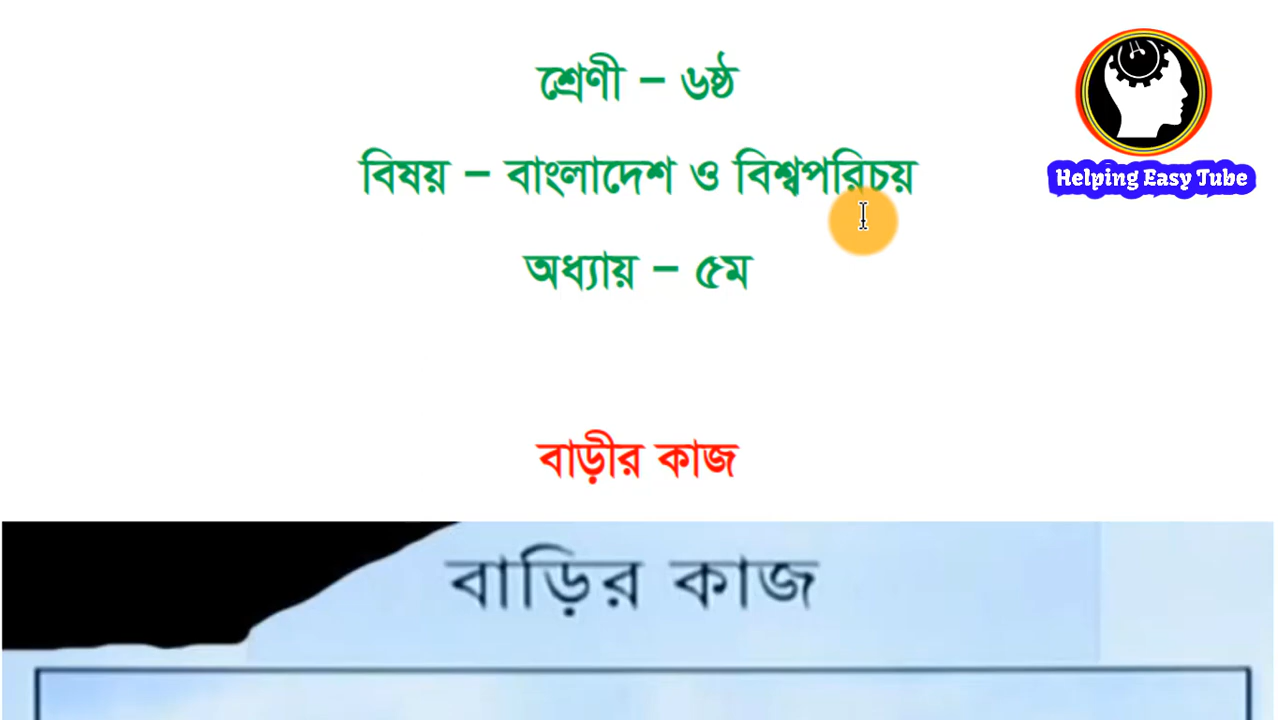 শ্রেণী – ৬ষ্ঠ
বিষয় – বাংলাদেশ ও বিশ্বপরিচয়
Helping Easy Tube
অধ্যায় – ৫ম
বাড়ীর কাজ
বাড়ির কাজ